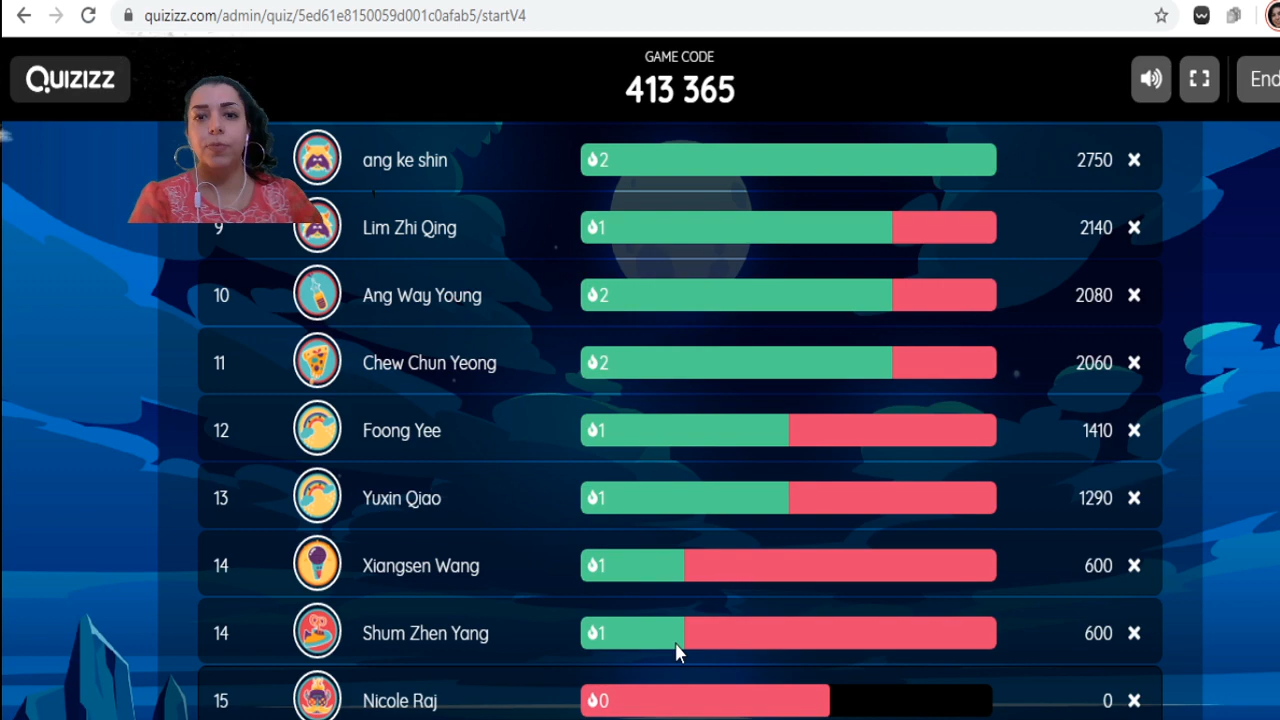 quizizz.com/admin/quiz/5ed61e8150059d001c0afab5/startV4
QUIZIZZ
GAME CODE
413 365
End
ang ke shin 2 2750
9 Lim Zhi Qing 1 2140
10 Ang Way Young 2 2080
11 Chew Chun Yeong 2 2060
12 Foong Yee 1 1410
13 Yuxin Qiao 1 1290
14 Xiangsen Wang 1 600
14 Shum Zhen Yang 1 600
15 Nicole Raj 0 0